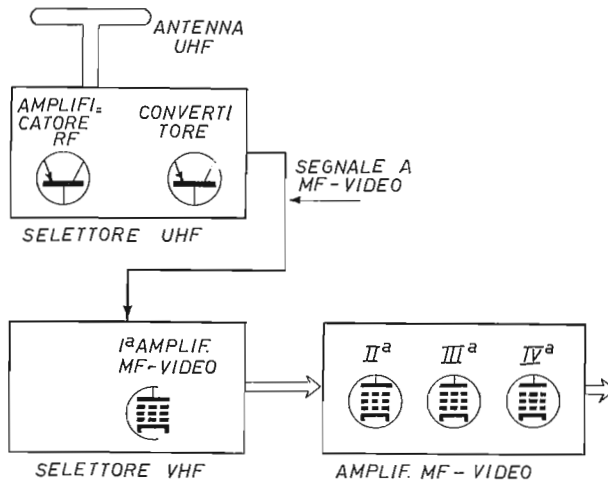 ANTENNA
UHF
AMPLIFI=
CATORE
RF
CONVERTI
TORE
SEGNALE A
MF-VIDEO
SELETTORE UHF
Iª AMPLIF.
MF-VIDEO
SELETTORE VHF
IIª
IIIª
IVª
AMPLIF. MF-VIDEO